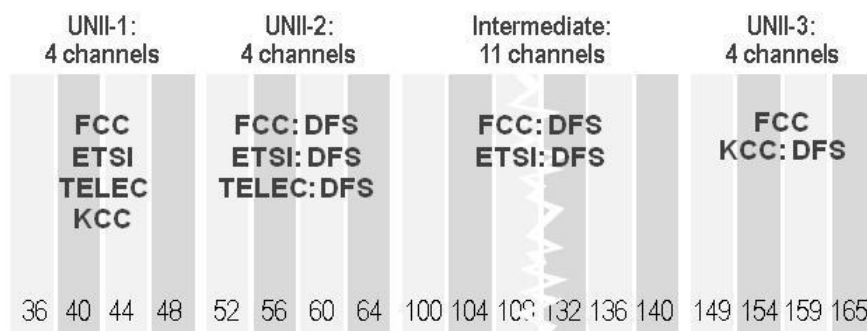 UNII-1:
4 channels
UNII-2:
4 channels
Intermediate:
11 channels
UNII-3:
4 channels
FCC
ETSI
TELEC
KCC
FCC: DFS
ETSI: DFS
TELEC: DFS
FCC: DFS
ETSI: DFS
FCC
KCC: DFS
36 40 44 48 52 56 60 64 100 104 132 136 140 149 154 159 165